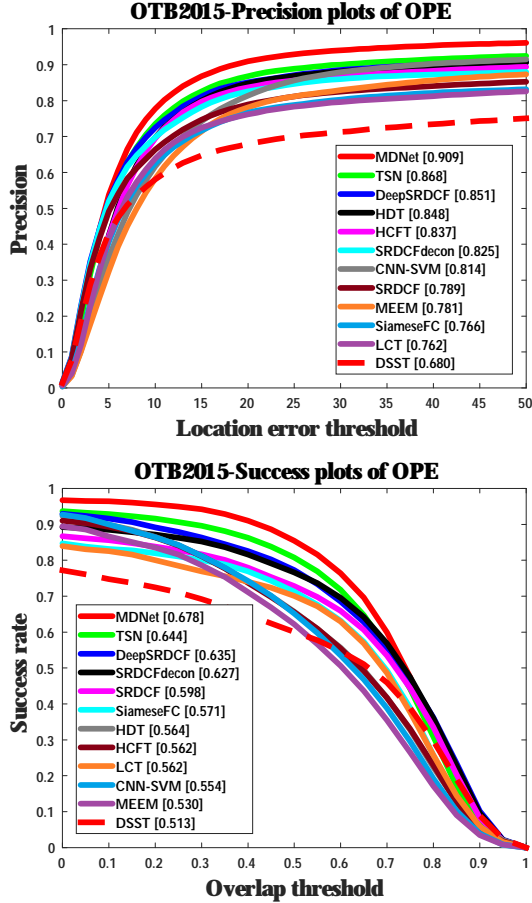 OTB2015-Precision plots of OPE
1
0.9
0.8
0.7
0.6
0.5
0.4
0.3
0.2
0.1
0
Precision
MDNet [0.909]
TSN [0.868]
DeepSRDCF [0.851]
HDT [0.848]
HCFT [0.837]
SRDCFdecon [0.825]
CNN-SVM [0.814]
SRDCF [0.789]
MEEM [0.781]
SiameseFC [0.766]
LCT [0.762]
DSST [0.680]
0 5 10 15 20 25 30 35 40 45 50
Location error threshold
OTB2015-Success plots of OPE
1
0.9
0.8
0.7
0.6
0.5
0.4
0.3
0.2
0.1
0
Success rate
MDNet [0.678]
TSN [0.644]
DeepSRDCF [0.635]
SRDCFdecon [0.627]
SRDCF [0.598]
SiameseFC [0.571]
HDT [0.564]
HCFT [0.562]
LCT [0.562]
CNN-SVM [0.554]
MEEM [0.530]
DSST [0.513]
0 0.1 0.2 0.3 0.4 0.5 0.6 0.7 0.8 0.9 1
Overlap threshold